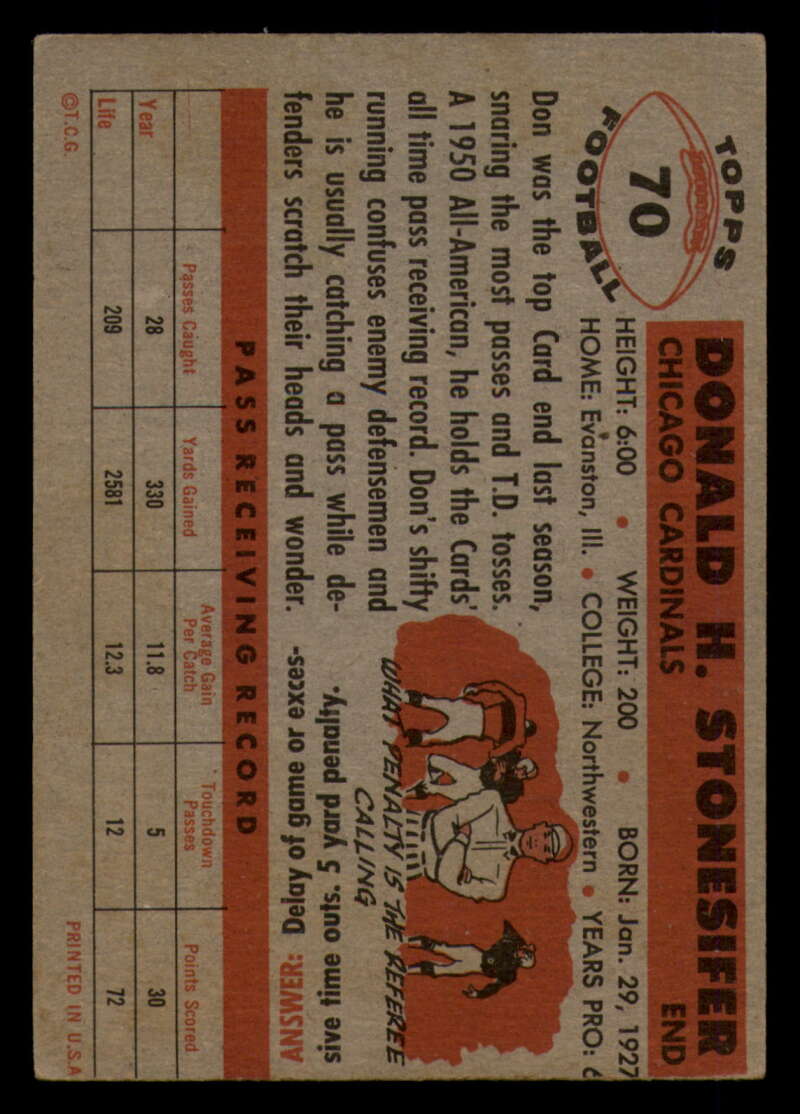 TOPPS
70
FOOTBALL
DONALD H. STONESIFER
CHICAGO CARDINALS END
HEIGHT: 6:00 • WEIGHT: 200 • BORN: Jan. 29, 1927
HOME: Evanston, Ill. • COLLEGE: Northwestern • YEARS PRO: 6
Don was the top Card end last season,
snaring the most passes and T.D. tosses.
A 1950 All-American, he holds the Cards'
all time pass receiving record. Don's shifty
running confuses enemy defensemen and
he is usually catching a pass while de-
fenders scratch their heads and wonder.
WHAT PENALTY IS THE REFEREE
CALLING
ANSWER: Delay of game or exces-
sive time outs. 5 yard penalty.
PASS RECEIVING RECORD
Passes Caught Yards Gained Average Gain Per Catch Touchdown Passes Points Scored
Year 28 330 11.8 5 30
Life 209 2581 12.3 12 72
©T.C.G. PRINTED IN U.S.A